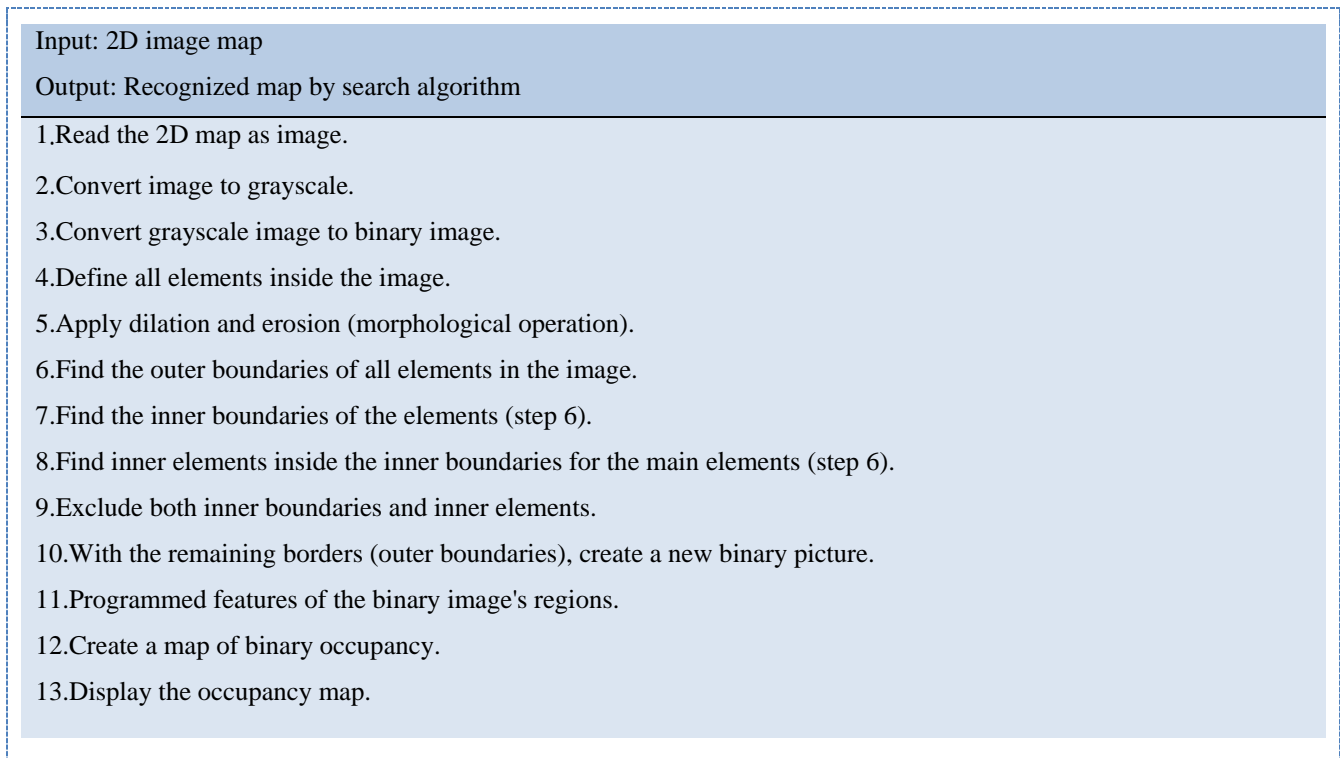 Input: 2D image map
Output: Recognized map by search algorithm
1.Read the 2D map as image.
2.Convert image to grayscale.
3.Convert grayscale image to binary image.
4.Define all elements inside the image.
5.Apply dilation and erosion (morphological operation).
6.Find the outer boundaries of all elements in the image.
7.Find the inner boundaries of the elements (step 6).
8.Find inner elements inside the inner boundaries for the main elements (step 6).
9.Exclude both inner boundaries and inner elements.
10.With the remaining borders (outer boundaries), create a new binary picture.
11.Programmed features of the binary image's regions.
12.Create a map of binary occupancy.
13.Display the occupancy map.